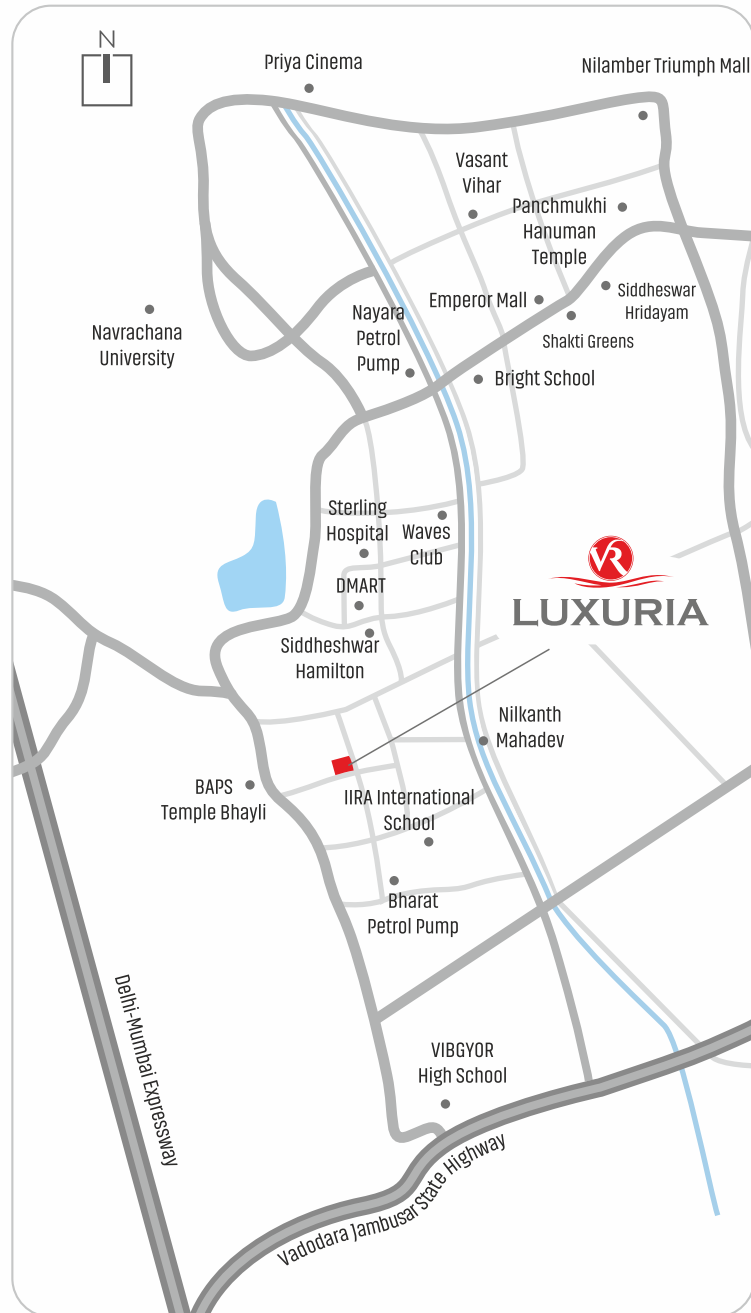 N
Priya Cinema
Nilamber Triumph Mall
Vasant
Vihar
Panchmukhi
Hanuman
Temple
Emperor Mall
Siddheswar
Hridayam
Nayara
Petrol
Pump
Shakti Greens
Navrachana
University
Bright School
Sterling
Hospital
Waves
Club
DMART
VR
LUXURIA
Siddheshwar
Hamilton
Nilkanth
Mahadev
BAPS
Temple Bhayli
IIRA International
School
Bharat
Petrol Pump
Delhi-Mumbai Expressway
VIBGYOR
High School
Vadodara Jambusar State Highway